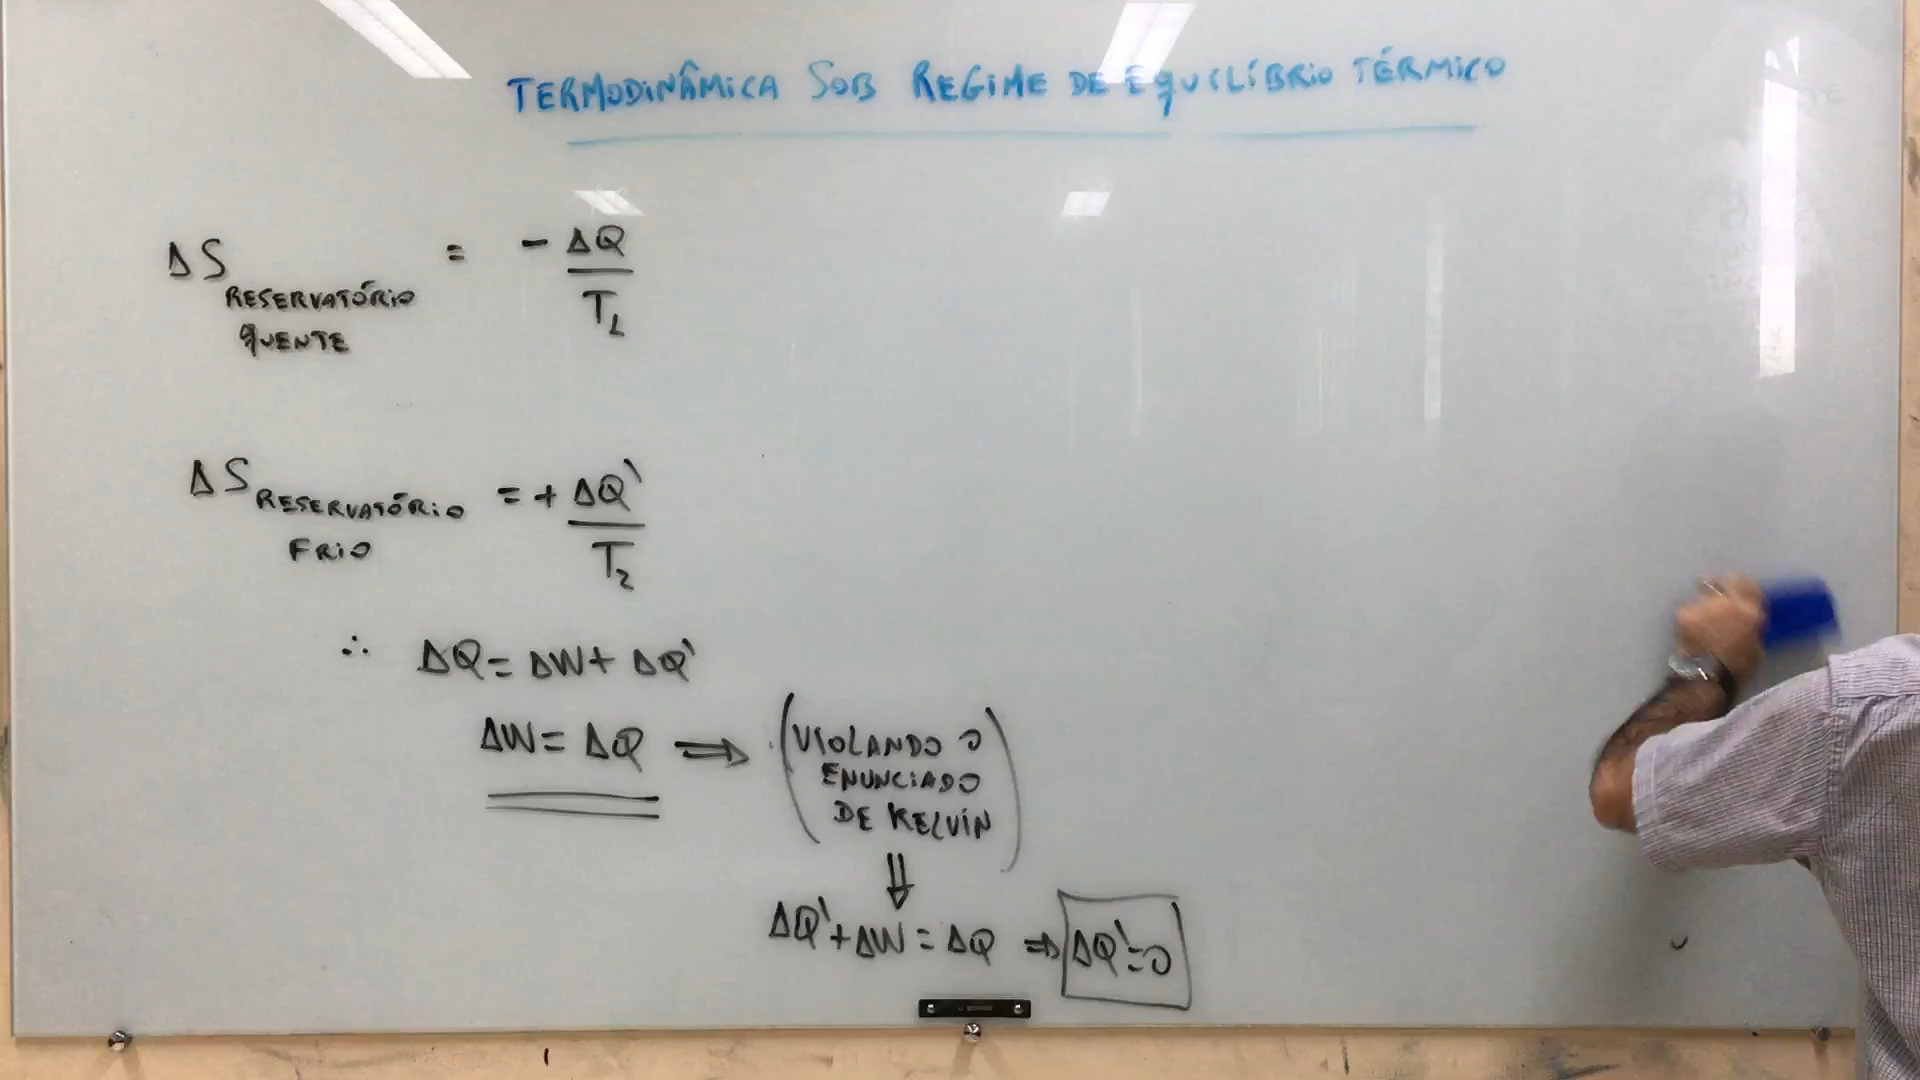 TERMODINÂMICA SOB REGIME DE EQUILÍBRIO TÉRMICO
ΔS RESERVATÓRIO QUENTE = - ΔQ / T1
ΔS RESERVATÓRIO FRIO = + ΔQ' / T2
∴ ΔQ = ΔW + ΔQ'
ΔW = ΔQ ⟹ (VIOLANDO O
ENUNCIADO
DE KELVIN)
⇓
ΔQ' + ΔW = ΔQ ⇒ ΔQ' = 0